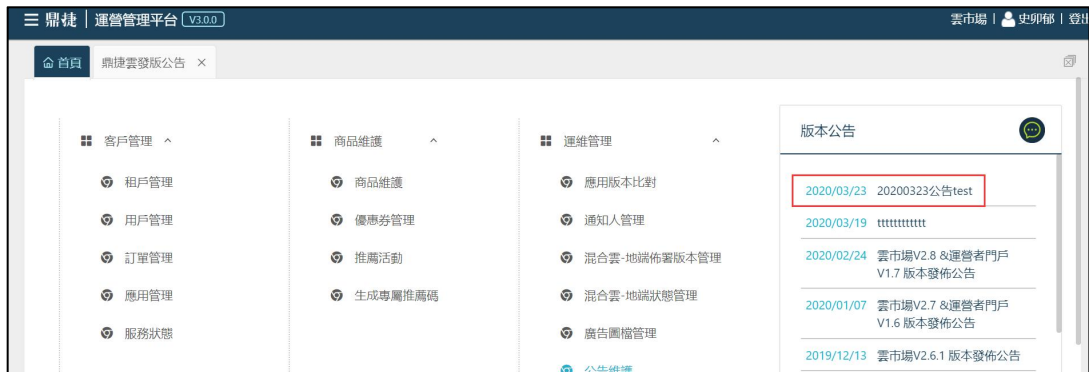 鼎捷 | 運營管理平台 V3.0.0
雲市場 | 史卯郁 | 登出
首頁
鼎捷雲發版公告 ×
客戶管理
租戶管理
用戶管理
訂單管理
應用管理
服務狀態
商品維護
商品維護
優惠券管理
推薦活動
生成專屬推薦碼
運維管理
應用版本比對
通知人管理
混合雲-地端佈署版本管理
混合雲-地端狀態管理
廣告圖檔管理
公告維護
版本公告
2020/03/23 20200323公告test
2020/03/19 tttttttttttt
2020/02/24 雲市場V2.8 &運營者門戶
V1.7 版本發佈公告
2020/01/07 雲市場V2.7 &運營者門戶
V1.6 版本發佈公告
2019/12/13 雲市場V2.6.1 版本發佈公告